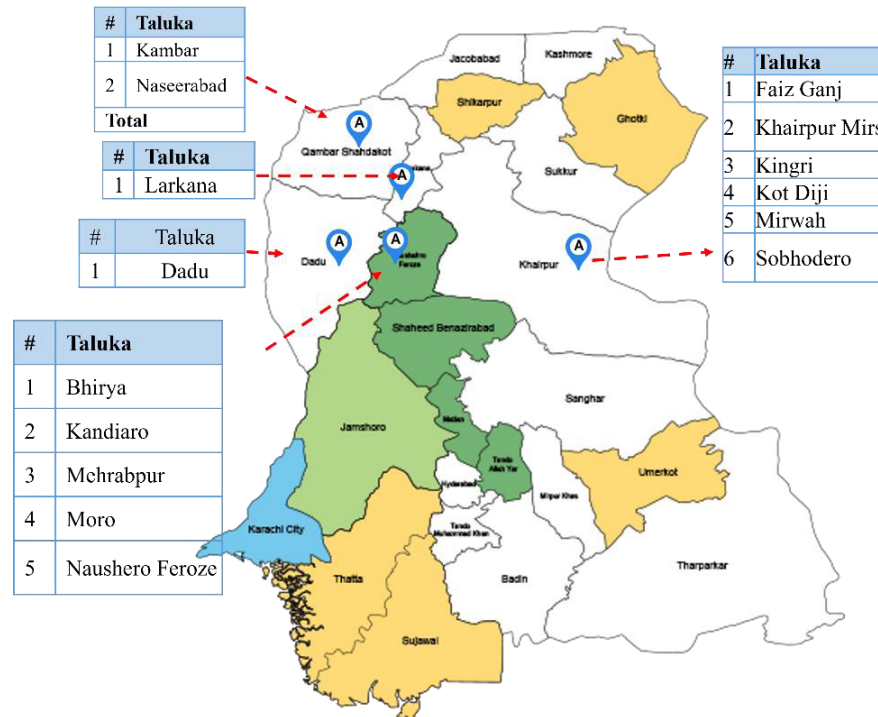 # Taluka
1 Kambar
2 Naseerabad
Total
# Taluka
1 Larkana
# Taluka
1 Dadu
# Taluka
1 Bhirya
2 Kandiaro
3 Mehrabpur
4 Moro
5 Naushero Feroze
# Taluka
1 Faiz Ganj
2 Khairpur Mirs
3 Kingri
4 Kot Diji
5 Mirwah
6 Sobhodero
Jacobabad
Kashmore
Shikarpur
Ghotki
A
Qambar Shahdakot
A
Sukkur
A
Dadu
A
Feroze
A
Khairpur
Shaheed Benazirabad
Sanghar
Jamshoro
Matiari
Tando
Allah Yar
Umerkot
Hyderabad
Mirpur Khas
Karachi City
Tando
Muhammed Khan
Thatta
Badin
Tharparkar
Sujawal